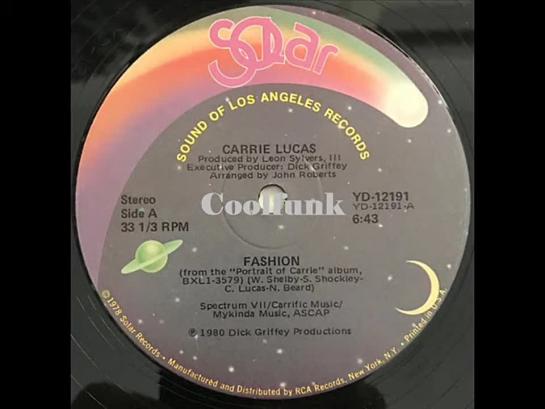 Solar
SOUND OF LOS ANGELES RECORDS
CARRIE LUCAS
Produced by Leon Sylvers, III
Executive Producer: Dick Griffey
Arranged by John Roberts
Stereo
Side A
33 1/3 RPM
YD-12191
YD-12191-A
6:43
Coolfunk
FASHION
(from the "Portrait of Carrie" album,
BXL1-3579) (W. Shelby-S. Shockley-
C. Lucas-N. Beard)
Spectrum VII/Carrific Music/
Mykinda Music, ASCAP
℗ 1980 Dick Griffey Productions
© 1978 Solar Records • Manufactured and Distributed by RCA Records, New York, N.Y. • Printed in U.S.A.